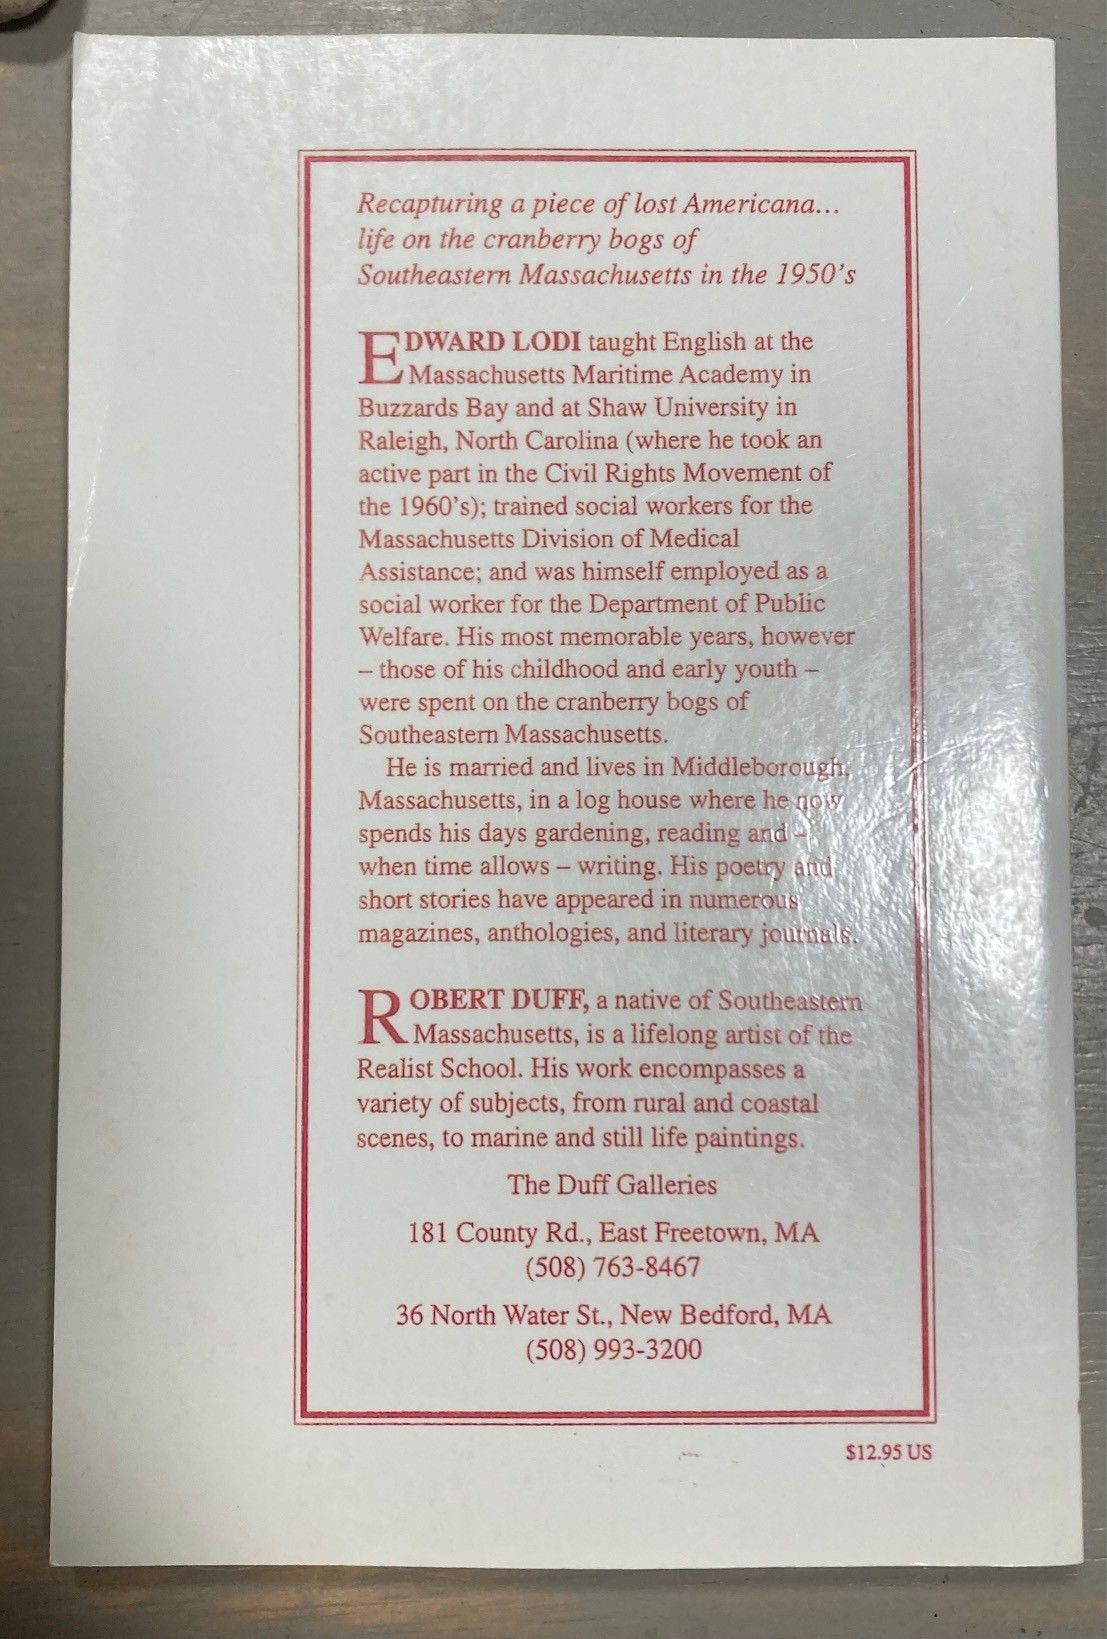 Recapturing a piece of lost Americana...
life on the cranberry bogs of
Southeastern Massachusetts in the 1950's
EDWARD LODI taught English at the
Massachusetts Maritime Academy in
Buzzards Bay and at Shaw University in
Raleigh, North Carolina (where he took an
active part in the Civil Rights Movement of
the 1960's); trained social workers for the
Massachusetts Division of Medical
Assistance; and was himself employed as a
social worker for the Department of Public
Welfare. His most memorable years, however
– those of his childhood and early youth –
were spent on the cranberry bogs of
Southeastern Massachusetts.
He is married and lives in Middleborough,
Massachusetts, in a log house where he now
spends his days gardening, reading and –
when time allows – writing. His poetry and
short stories have appeared in numerous
magazines, anthologies, and literary journals.
ROBERT DUFF, a native of Southeastern
Massachusetts, is a lifelong artist of the
Realist School. His work encompasses a
variety of subjects, from rural and coastal
scenes, to marine and still life paintings.
The Duff Galleries
181 County Rd., East Freetown, MA
(508) 763-8467
36 North Water St., New Bedford, MA
(508) 993-3200
$12.95 US